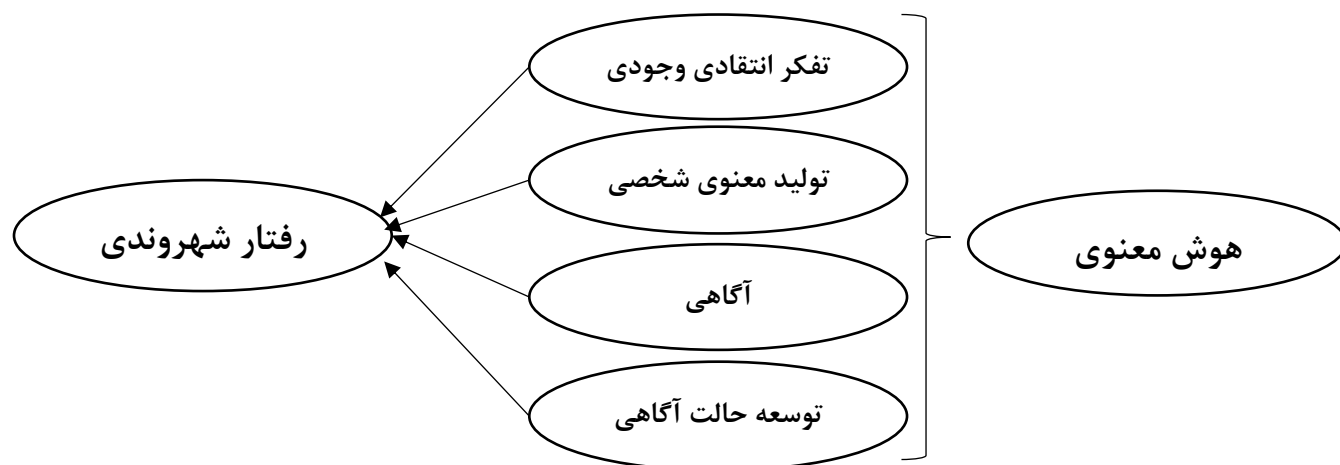 تفکر انتقادی وجودی
تولید معنوی شخصی
آگاهی
توسعه حالت آگاهی
هوش معنوی
رفتار شهروندی